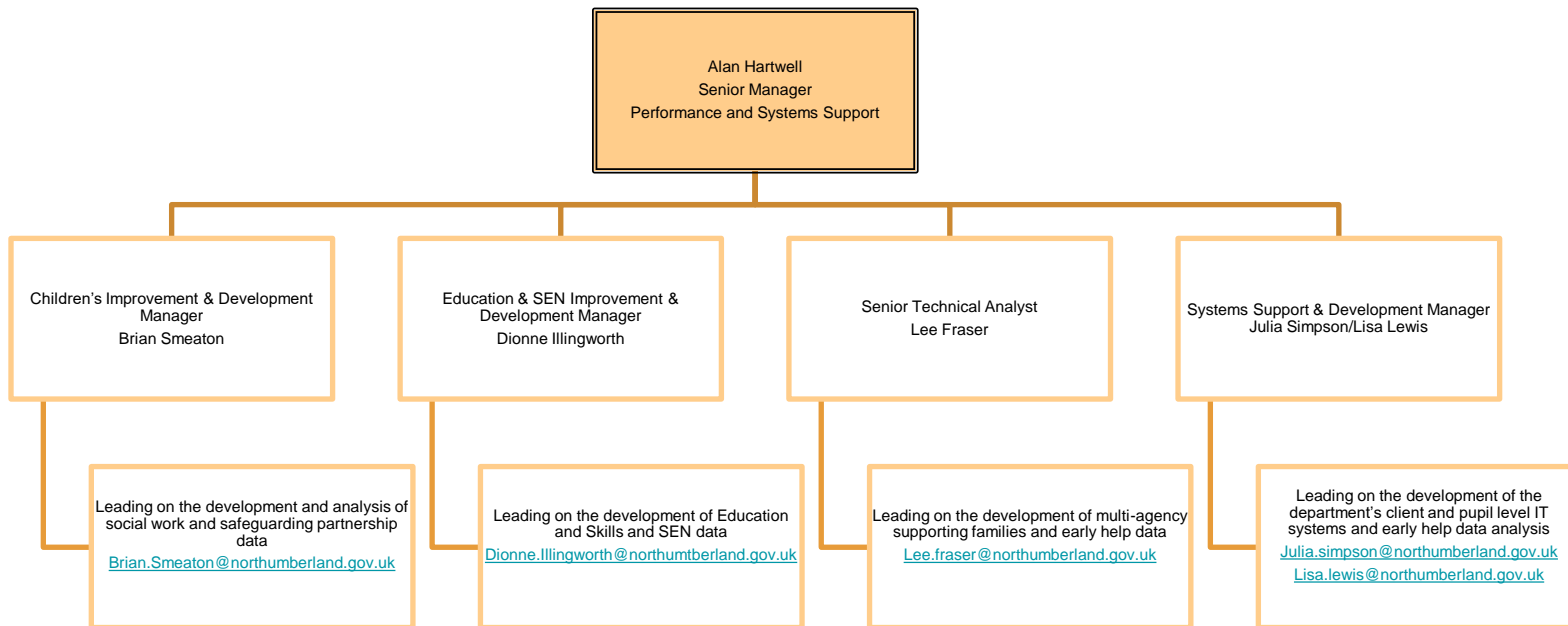 Alan Hartwell
Senior Manager
Performance and Systems Support
Children’s Improvement & Development
Manager
Brian Smeaton
Education & SEN Improvement &
Development Manager
Dionne Illingworth
Senior Technical Analyst
Lee Fraser
Systems Support & Development Manager
Julia Simpson/Lisa Lewis
Leading on the development and analysis of
social work and safeguarding partnership
data
Brian.Smeaton@northumberland.gov.uk
Leading on the development of Education
and Skills and SEN data
Dionne.Illingworth@northumtberland.gov.uk
Leading on the development of multi-agency
supporting families and early help data
Lee.fraser@northumberland.gov.uk
Leading on the development of the
department’s client and pupil level IT
systems and early help data analysis
Julia.simpson@northumberland.gov.uk
Lisa.lewis@northumberland.gov.uk